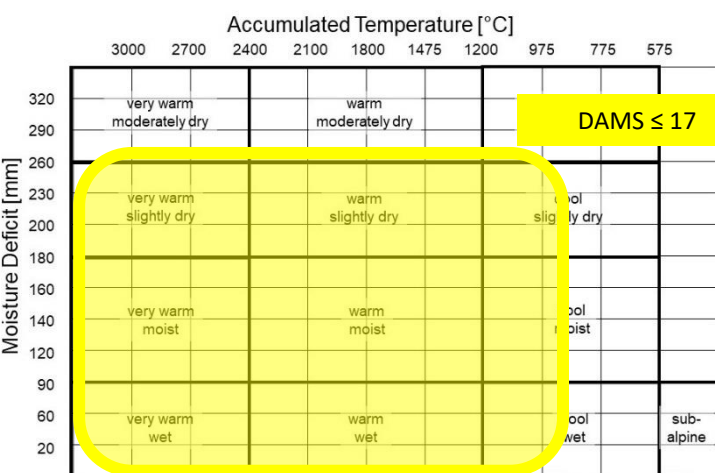 Accumulated Temperature [°C]
3000 2700 2400 2100 1800 1475 1200 975 775 575
Moisture Deficit [mm]
320
290
260
230
200
180
160
140
120
90
60
20
very warm
moderately dry
warm
moderately dry
DAMS ≤ 17
very warm
slightly dry
warm
slightly dry
dry
very warm
moist
warm
moist
very warm
wet
warm
wet
wet
sub-
alpine